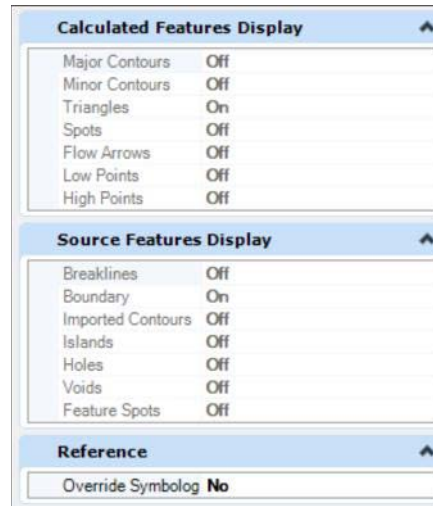 Calculated Features Display
Major Contours Off
Minor Contours Off
Triangles On
Spots Off
Flow Arrows Off
Low Points Off
High Points Off
Source Features Display
Breaklines Off
Boundary On
Imported Contours Off
Islands Off
Holes Off
Voids Off
Feature Spots Off
Reference
Override Symbolog No